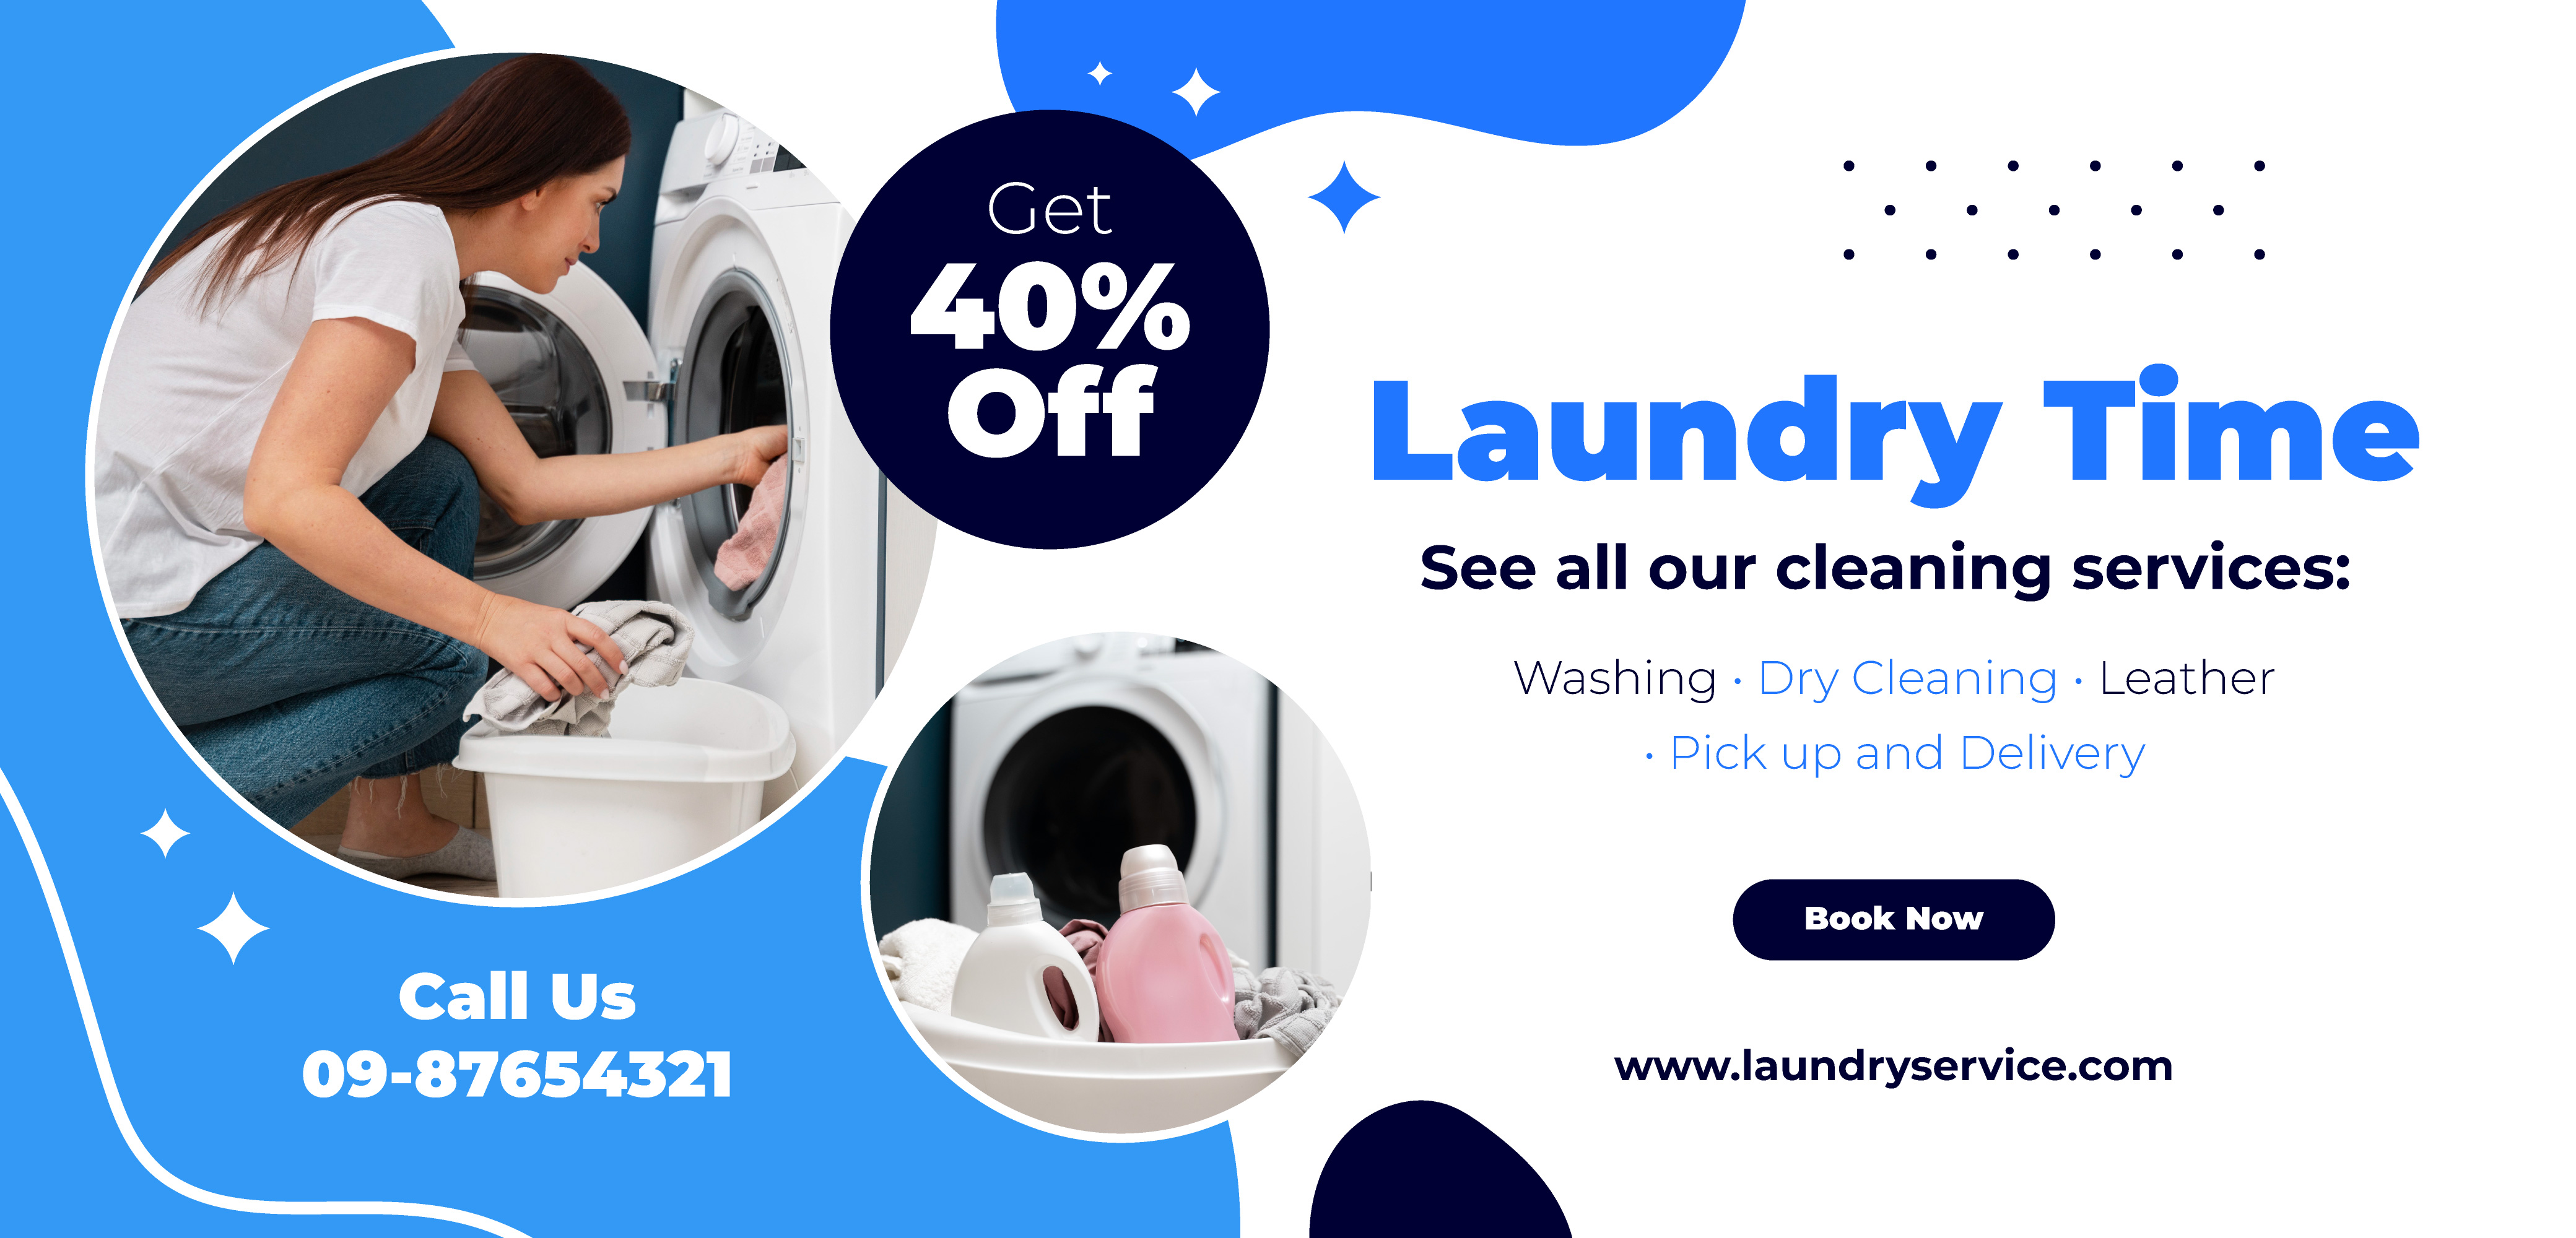 Get
40%
Off
Laundry Time
See all our cleaning services:
Washing • Dry Cleaning • Leather
• Pick up and Delivery
Book Now
www.laundryservice.com
Call Us
09-87654321